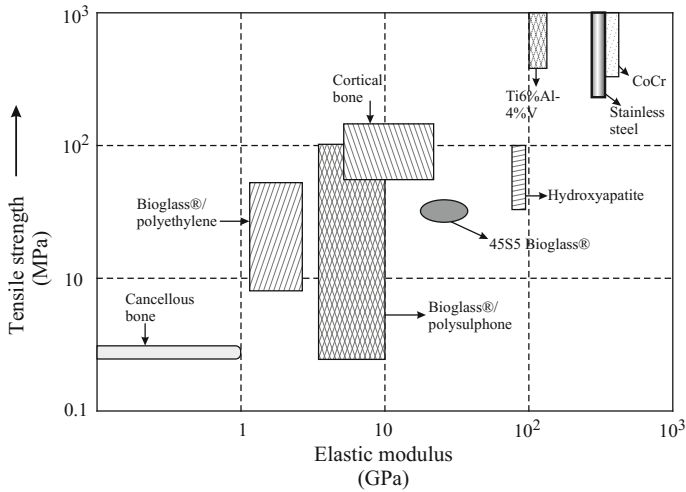 10³
Cortical
bone
Ti6%Al-
4%V
CoCr
Stainless
steel
10²
Bioglass®/
polyethylene
Hydroxyapatite
45S5 Bioglass®
10
Cancellous
bone
Bioglass®/
polysulphone
0.1
1
10
10²
10³
Elastic modulus
(GPa)
Tensile strength
(MPa)